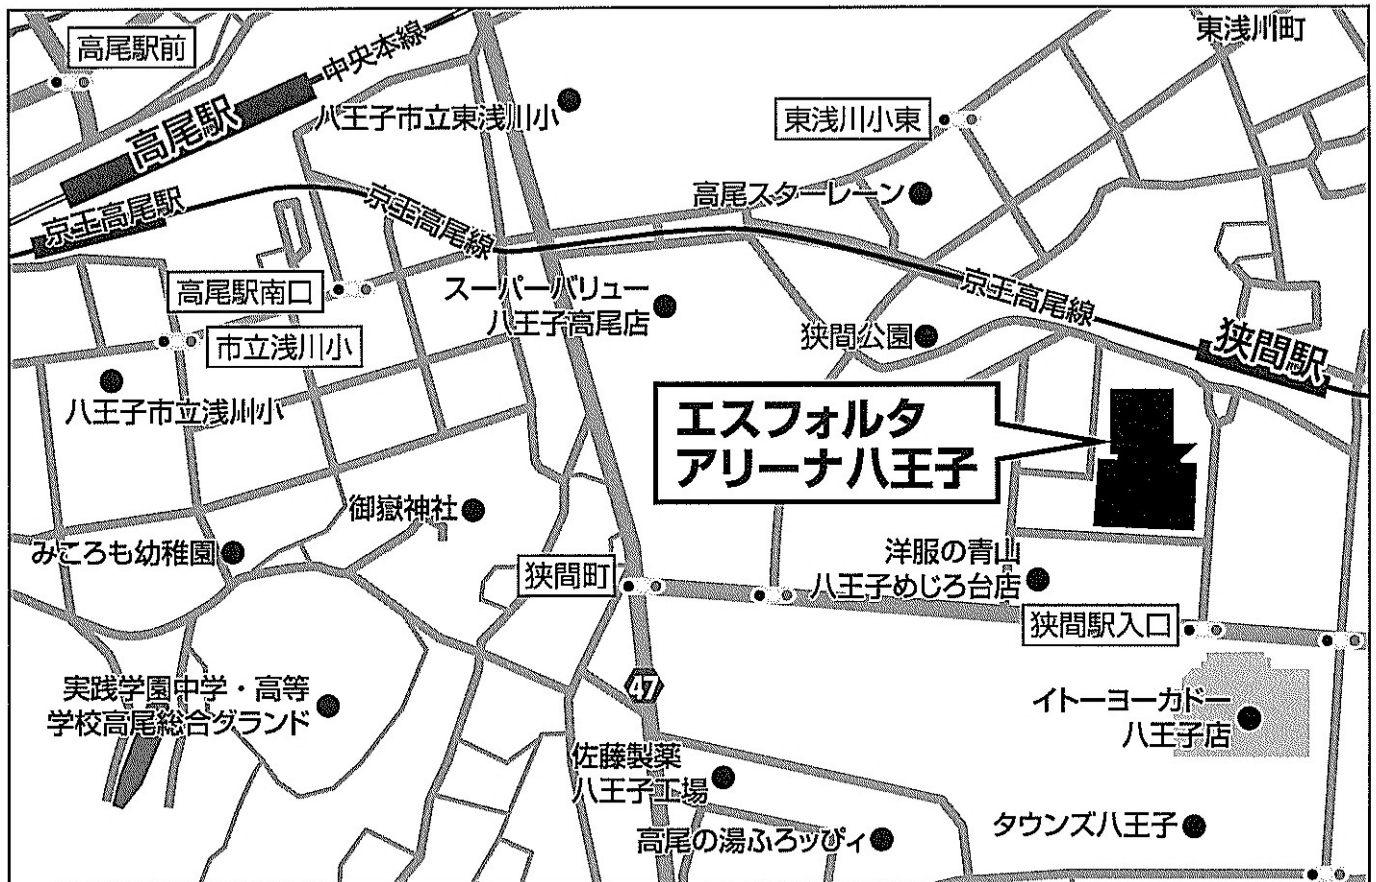 高尾駅前
中央本線
東浅川町
高尾駅
八王子市立東浅川小
東浅川小東
京王高尾駅
京王高尾線
高尾スターレーン
高尾駅南口
スーパーバリュー
八王子高尾店
京王高尾線
市立浅川小
狭間公園
狭間駅
八王子市立浅川小
エスフォルタ
アリーナ八王子
御嶽神社
みころも幼稚園
狭間町
洋服の青山
八王子めじろ台店
狭間駅入口
実践学園中学・高等
学校高尾総合グランド
47
イトーヨーカドー
八王子店
佐藤製薬
八王子工場
高尾の湯ふろッぴィ
タウンズ八王子